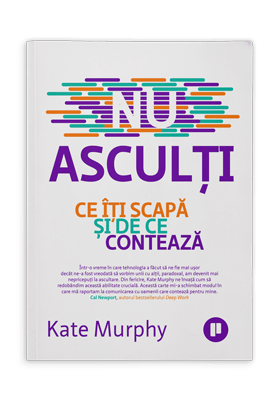 NU
ASCULȚI
CE ÎȚI SCAPĂ
ȘI DE CE
CONTEAZĂ
Într-o vreme în care tehnologia a făcut să ne fie mai ușor
decât ne-a fost vreodată să vorbim unii cu alții, paradoxal, am devenit mai
nepricepuți la ascultare. Din fericire, Kate Murphy ne învață cum să
redobândim această abilitate crucială. Această carte mi-a schimbat modul în
care mă raportam la comunicarea cu oamenii care contează pentru mine.
Cal Newport, autorul bestsellerului Deep Work
Kate Murphy